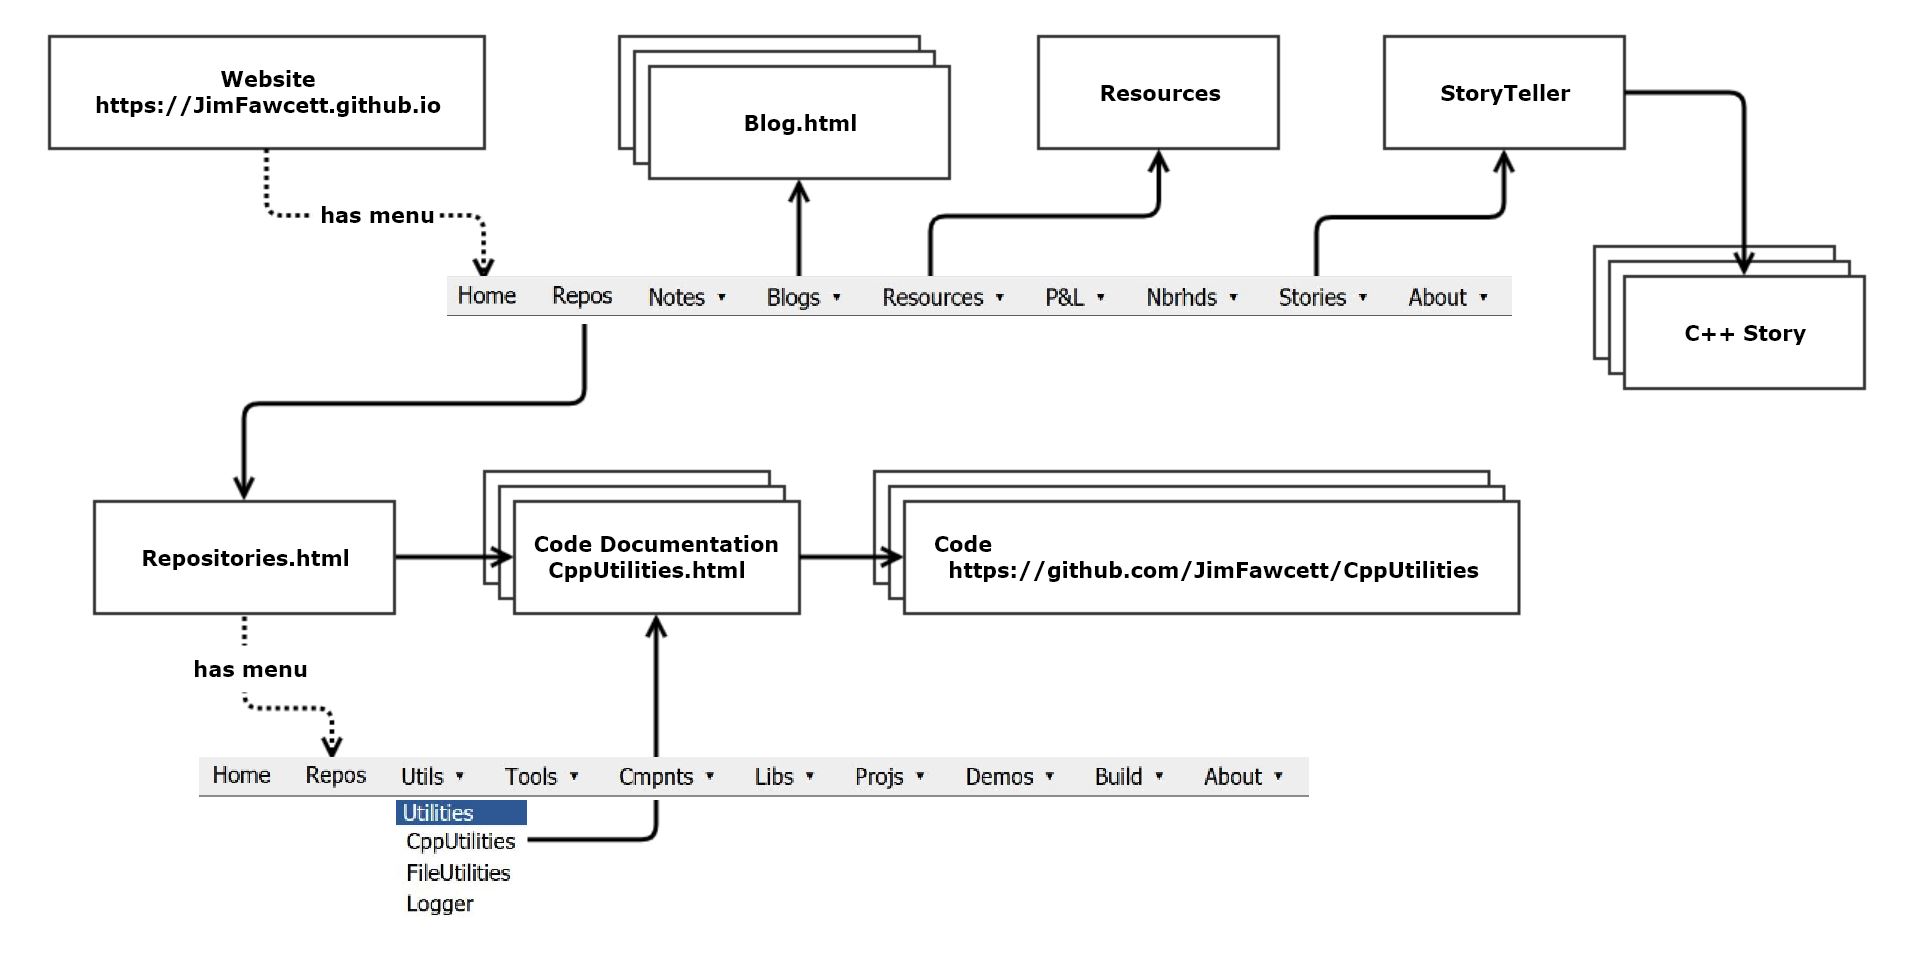 Website
https://JimFawcett.github.io
Blog.html
Resources
StoryTeller
has menu
Home Repos Notes ▼ Blogs ▼ Resources ▼ P&L ▼ Nbrhds ▼ Stories ▼ About ▼
C++ Story
Repositories.html
Code Documentation
CppUtilities.html
Code
https://github.com/JimFawcett/CppUtilities
has menu
Home Repos Utils ▼ Tools ▼ Cmpnts ▼ Libs ▼ Projs ▼ Demos ▼ Build ▼ About ▼
Utilities
CppUtilities
FileUtilities
Logger